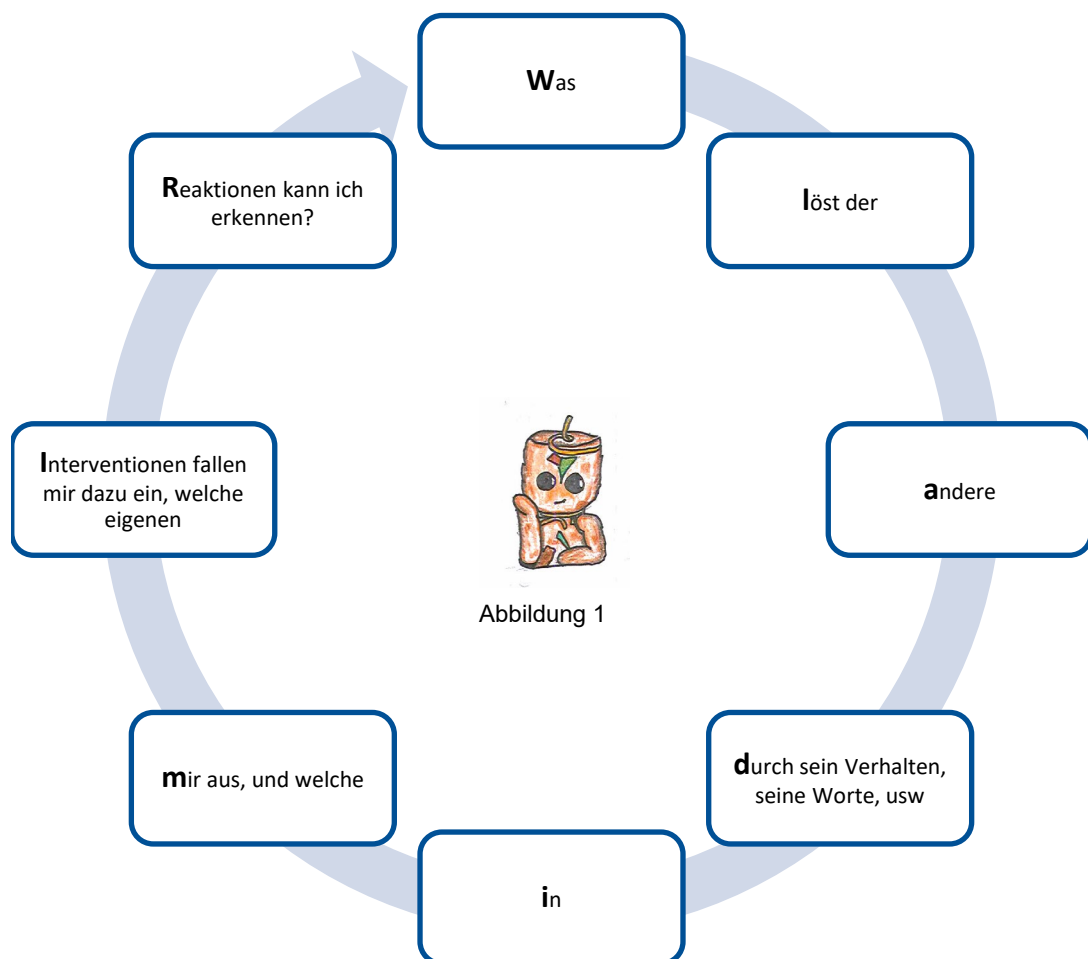 Was
löst der
andere
durch sein Verhalten,
seine Worte, usw
in
mir aus, und welche
Interventionen fallen
mir dazu ein, welche
eigenen
Reaktionen kann ich
erkennen?
Abbildung 1